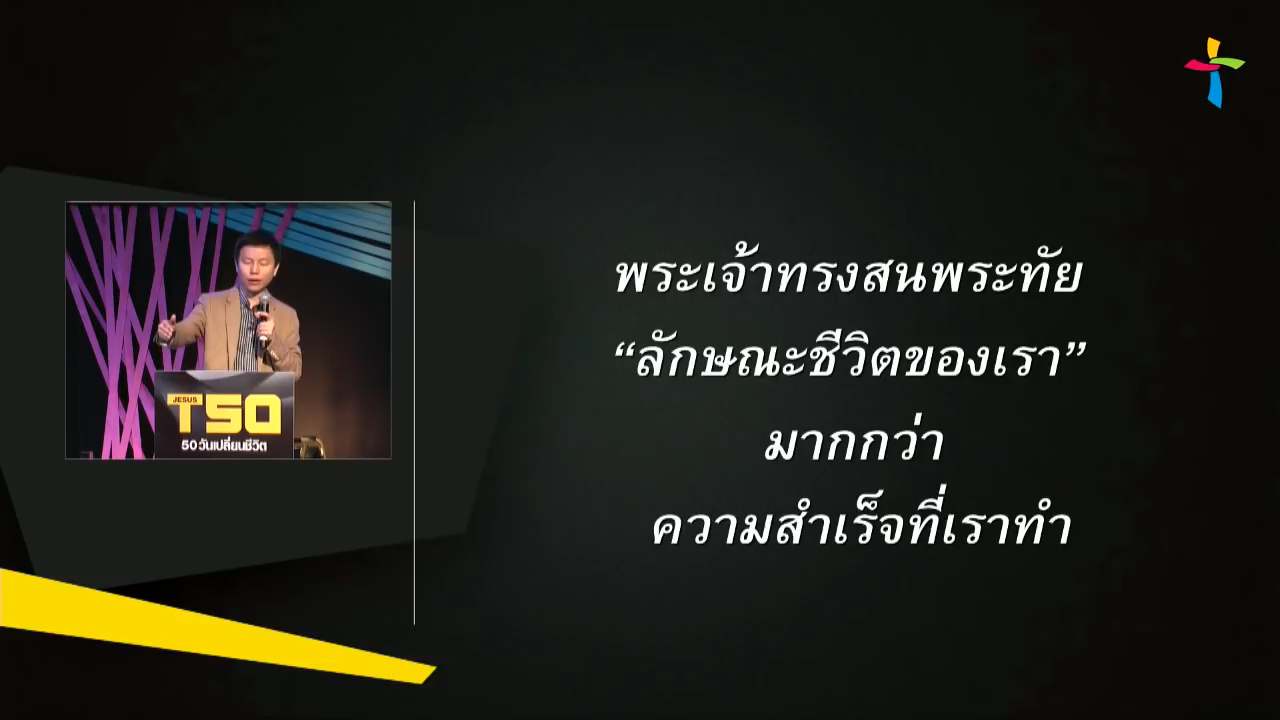 JESUS
T50
50 วันเปลี่ยนชีวิต
พระเจ้าทรงสนพระทัย
“ลักษณะชีวิตของเรา”
มากกว่า
ความสำเร็จที่เราทำ